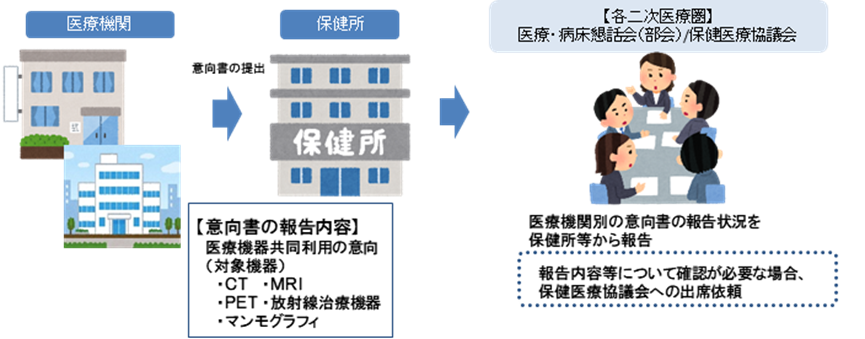 医療機関
意向書の提出
保健所
保健所
【意向書の報告内容】
医療機器共同利用の意向
（対象機器）
・CT ・MRI
・PET ・放射線治療機器
・マンモグラフィ
【各二次医療圏】
医療・病床懇話会（部会）/保健医療協議会
医療機関別の意向書の報告状況を
保健所等から報告
報告内容等について確認が必要な場合、
保健医療協議会への出席依頼